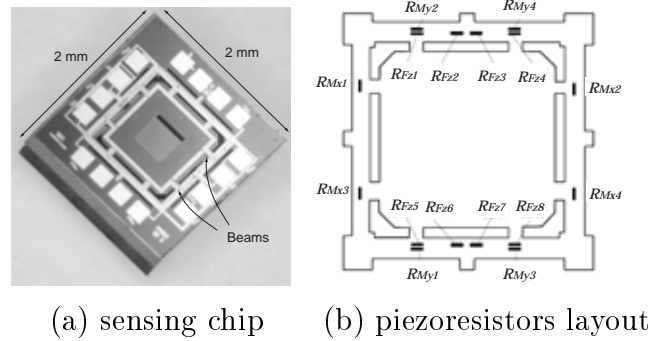 2 mm
2 mm
Beams
RMy2
RMy4
RFz1
RFz2
RFz3
RFz4
RMx1
RMx2
RMx3
RMx4
RFz5
RFz6
RFz7
RFz8
RMy1
RMy3
(a) sensing chip
(b) piezoresistors layout